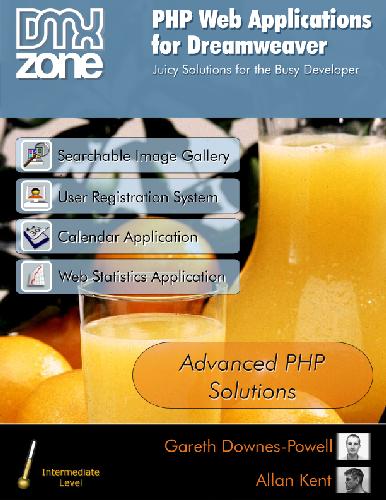 DMX
zone
PHP Web Applications
for Dreamweaver
Juicy Solutions for the Busy Developer
Searchable Image Gallery
User Registration System
Calendar Application
Web Statistics Application
Advanced PHP
Solutions
Gareth Downes-Powell
Allan Kent
Intermediate
Level